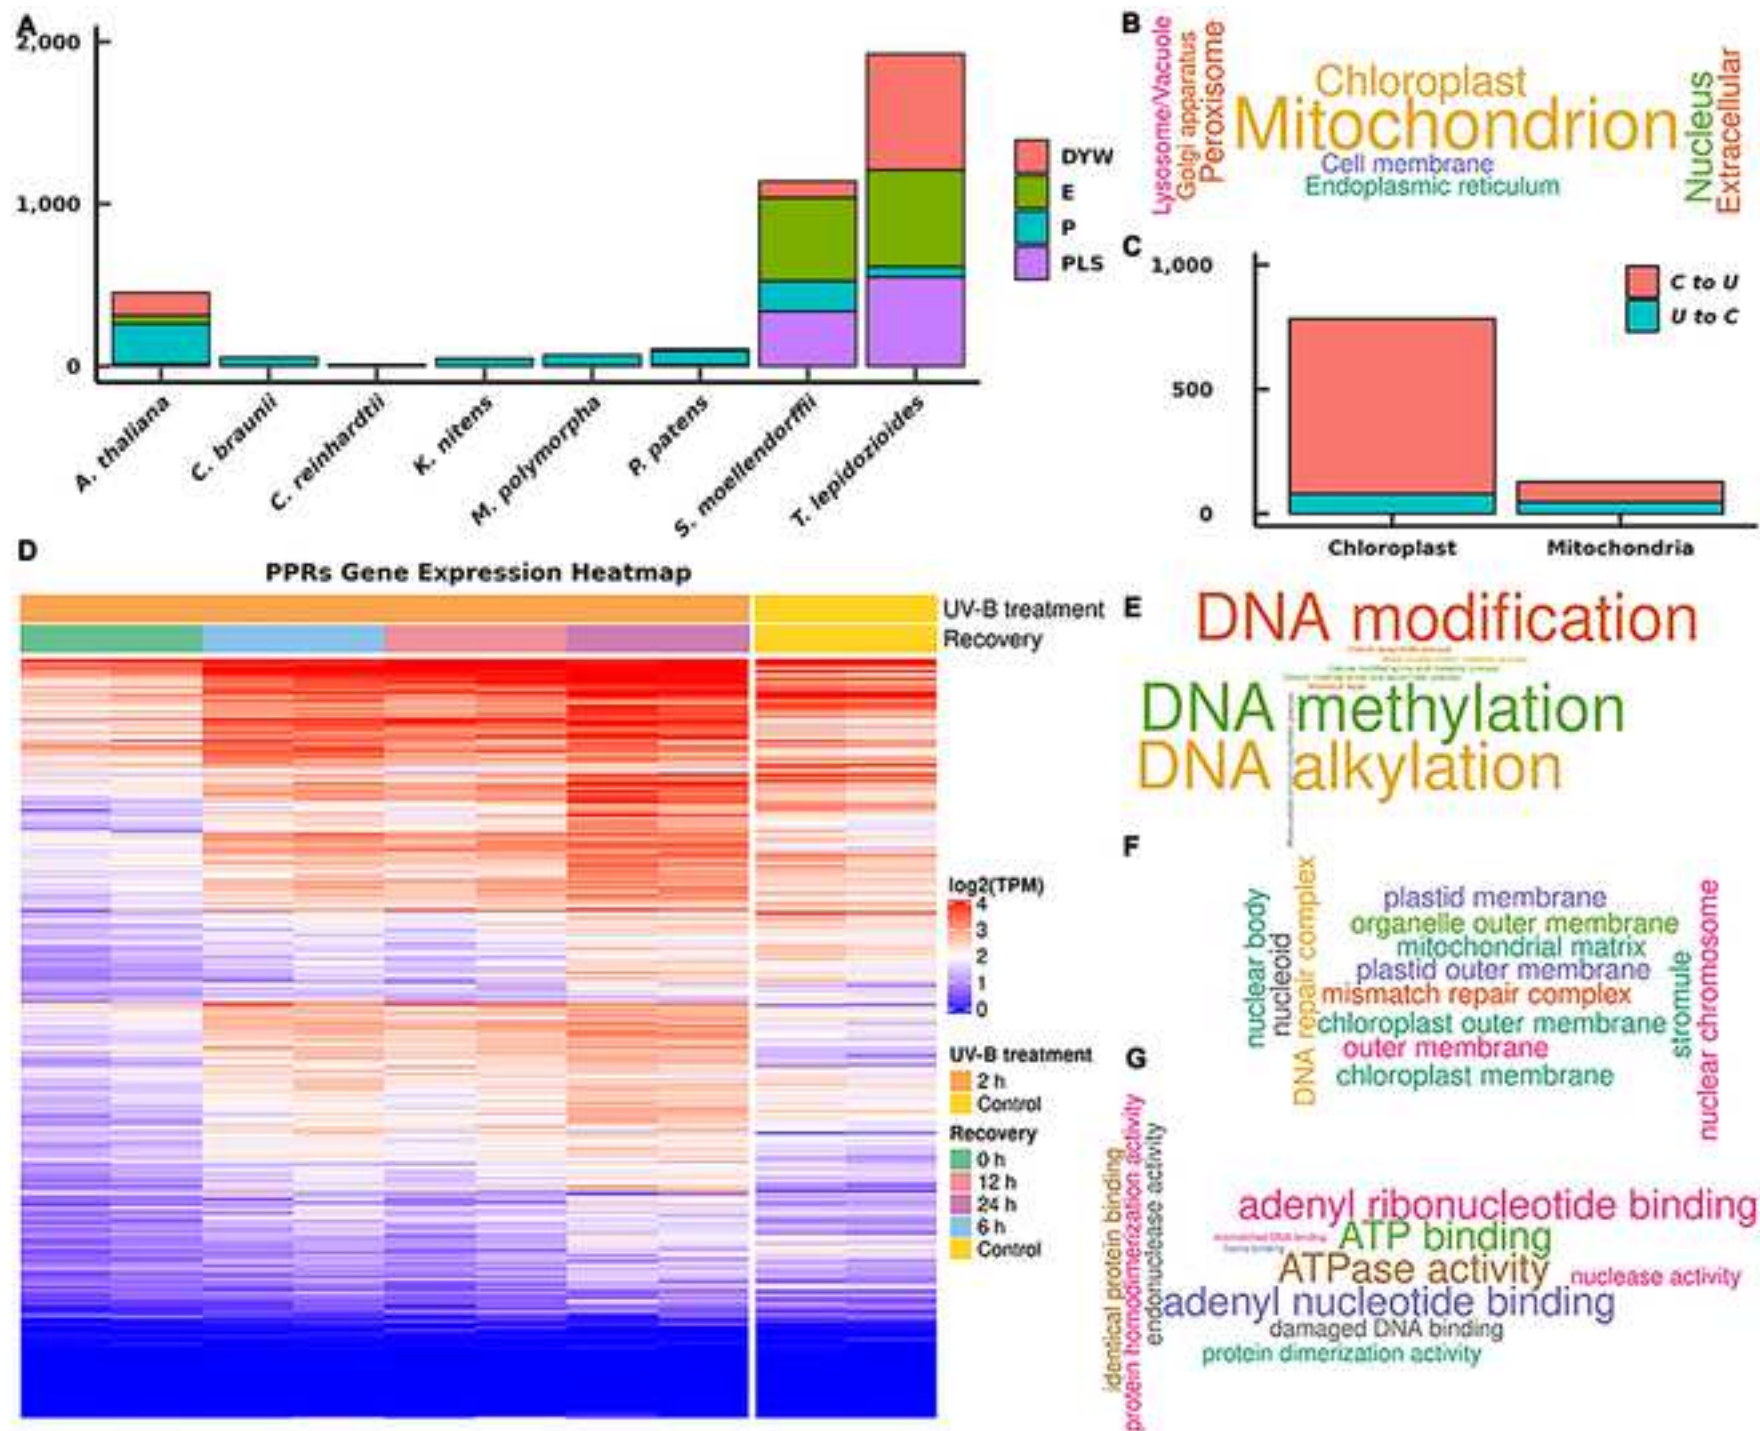 A
2,000
1,000
0
A. thaliana
C. braunii
C. reinhardtii
K. nitens
M. polymorpha
P. patens
S. moellendorffii
T. lepidozioides
DYW
E
P
PLS
B
Lysosome/Vacuole
Golgi apparatus
Peroxisome
Chloroplast
Mitochondrion
Cell membrane
Endoplasmic reticulum
Nucleus
Extracellular
C
1,000
500
0
C to U
U to C
Chloroplast
Mitochondria
D
PPRs Gene Expression Heatmap
UV-B treatment
Recovery
log2(TPM)
4
3
2
1
0
UV-B treatment
2 h
Control
Recovery
0 h
12 h
24 h
6 h
Control
E
DNA modification
DNA methylation
DNA alkylation
F
nuclear body
nucleoid
DNA repair complex
plastid membrane
organelle outer membrane
mitochondrial matrix
plastid outer membrane
mismatch repair complex
chloroplast outer membrane
outer membrane
chloroplast membrane
stromule
nuclear chromosome
G
identical protein binding
protein homodimerization activity
endonuclease activity
adenyl ribonucleotide binding
mismatched DNA binding
ATP binding
ATPase activity
nuclease activity
adenyl nucleotide binding
damaged DNA binding
protein dimerization activity